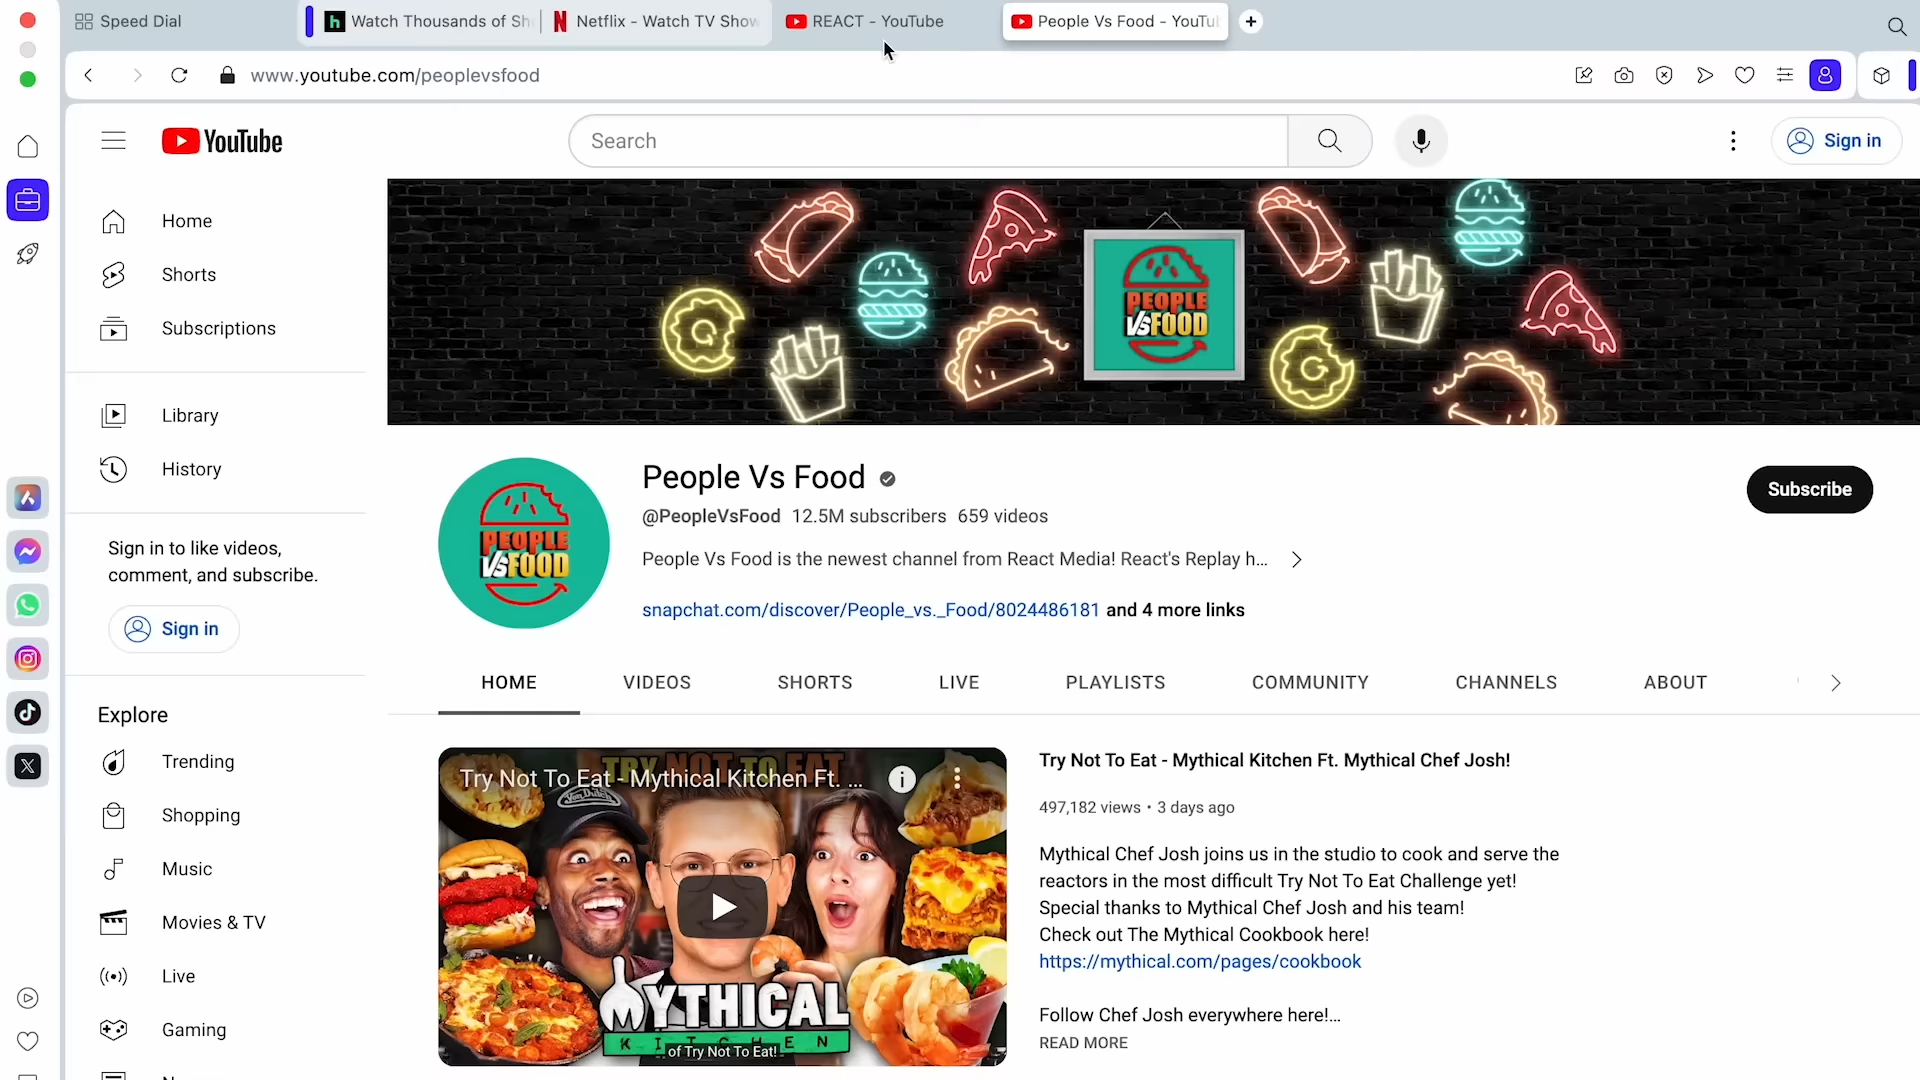 Speed Dial
Watch Thousands of Sh
Netflix - Watch TV Show
REACT - YouTube
People Vs Food - YouTu
www.youtube.com/peoplevsfood
YouTube
Search
Sign in
Home
Shorts
Subscriptions
Library
History
Sign in to like videos,
comment, and subscribe.
Sign in
Explore
Trending
Shopping
Music
Movies & TV
Live
Gaming
PEOPLE
VS FOOD
PEOPLE
VS FOOD
People Vs Food
@PeopleVsFood 12.5M subscribers 659 videos
People Vs Food is the newest channel from React Media! React's Replay h...
snapchat.com/discover/People_vs._Food/8024486181 and 4 more links
Subscribe
HOME
VIDEOS
SHORTS
LIVE
PLAYLISTS
COMMUNITY
CHANNELS
ABOUT
TRY NOT TO EAT
Try Not To Eat - Mythical Kitchen Ft. ...
Von Dutch
MYTHICAL
KITCHEN
of Try Not To Eat!
Try Not To Eat - Mythical Kitchen Ft. Mythical Chef Josh!
497,182 views • 3 days ago
Mythical Chef Josh joins us in the studio to cook and serve the
reactors in the most difficult Try Not To Eat Challenge yet!
Special thanks to Mythical Chef Josh and his team!
Check out The Mythical Cookbook here!
https://mythical.com/pages/cookbook
Follow Chef Josh everywhere here!...
READ MORE